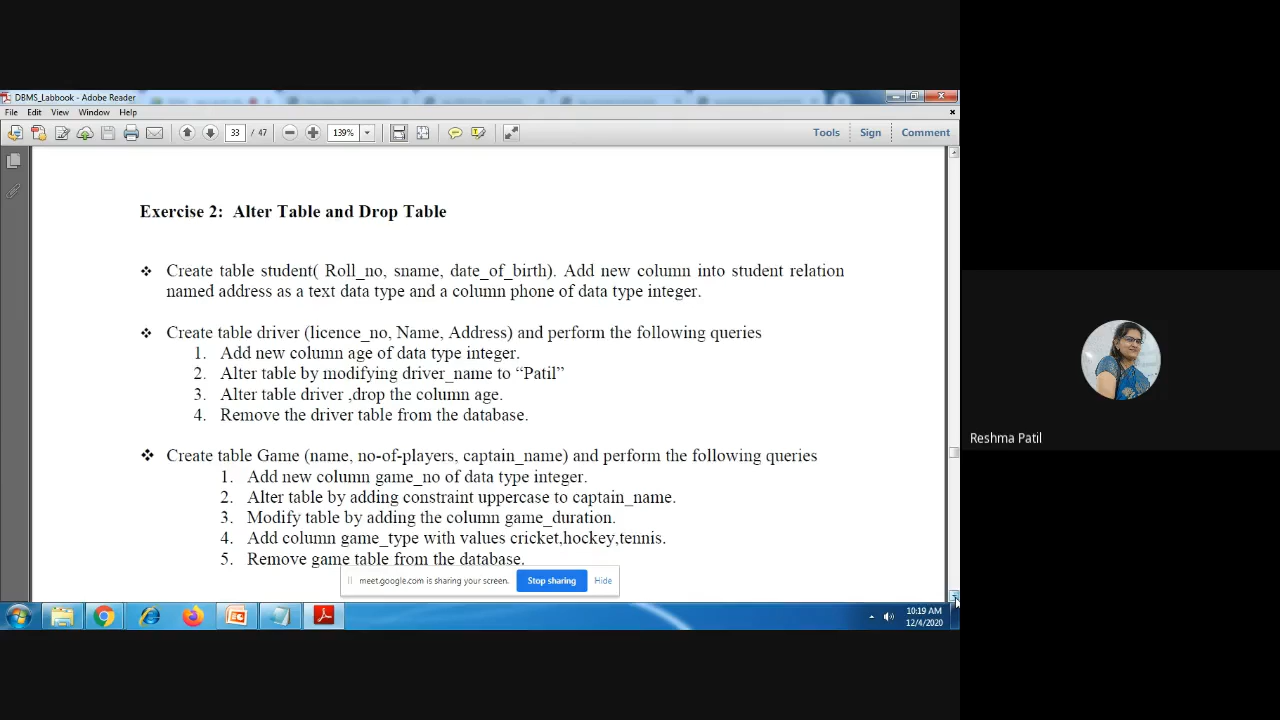 DBMS_Labbook - Adobe Reader
File Edit View Window Help
33 / 47 139% Tools Sign Comment
Exercise 2: Alter Table and Drop Table
❖ Create table student( Roll_no, sname, date_of_birth). Add new column into student relation
named address as a text data type and a column phone of data type integer.
❖ Create table driver (licence_no, Name, Address) and perform the following queries
1. Add new column age of data type integer.
2. Alter table by modifying driver_name to “Patil”
3. Alter table driver ,drop the column age.
4. Remove the driver table from the database.
❖ Create table Game (name, no-of-players, captain_name) and perform the following queries
1. Add new column game_no of data type integer.
2. Alter table by adding constraint uppercase to captain_name.
3. Modify table by adding the column game_duration.
4. Add column game_type with values cricket,hockey,tennis.
5. Remove game table from the database.
meet.google.com is sharing your screen. Stop sharing Hide
10:19 AM
12/4/2020
Reshma Patil